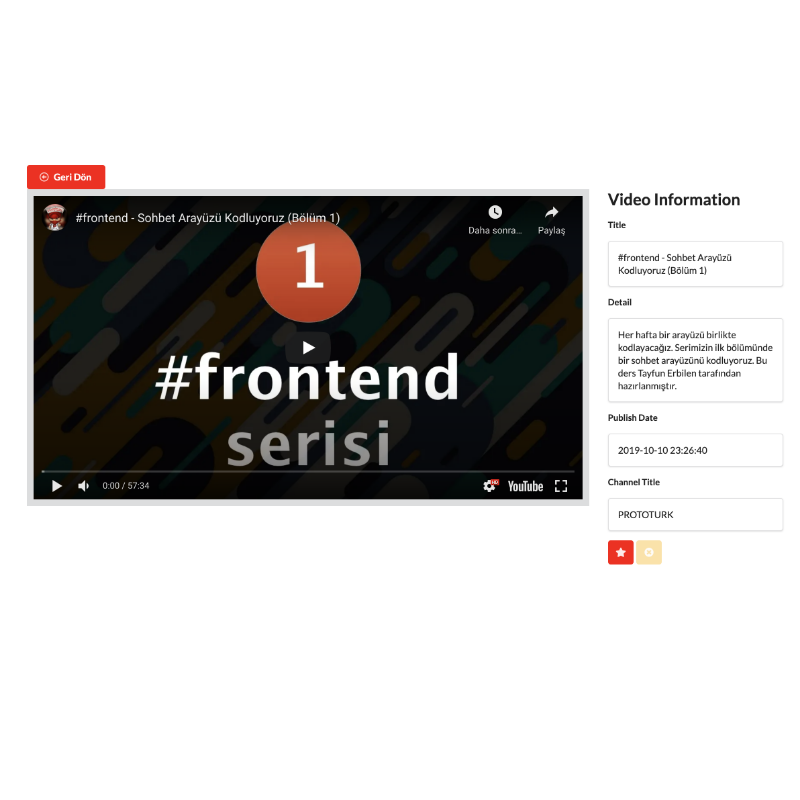 Geri Dön
#frontend - Sohbet Arayüzü Kodluyoruz (Bölüm 1)
Daha sonra...
Paylaş
1
#frontend
serisi
0:00 / 57:34
HD
YouTube
Video Information
Title
#frontend - Sohbet Arayüzü
Kodluyoruz (Bölüm 1)
Detail
Her hafta bir arayüzü birlikte
kodlayacağız. Serimizin ilk bölümünde
bir sohbet arayüzünü kodluyoruz. Bu
ders Tayfun Erbilen tarafından
hazırlanmıştır.
Publish Date
2019-10-10 23:26:40
Channel Title
PROTOTURK